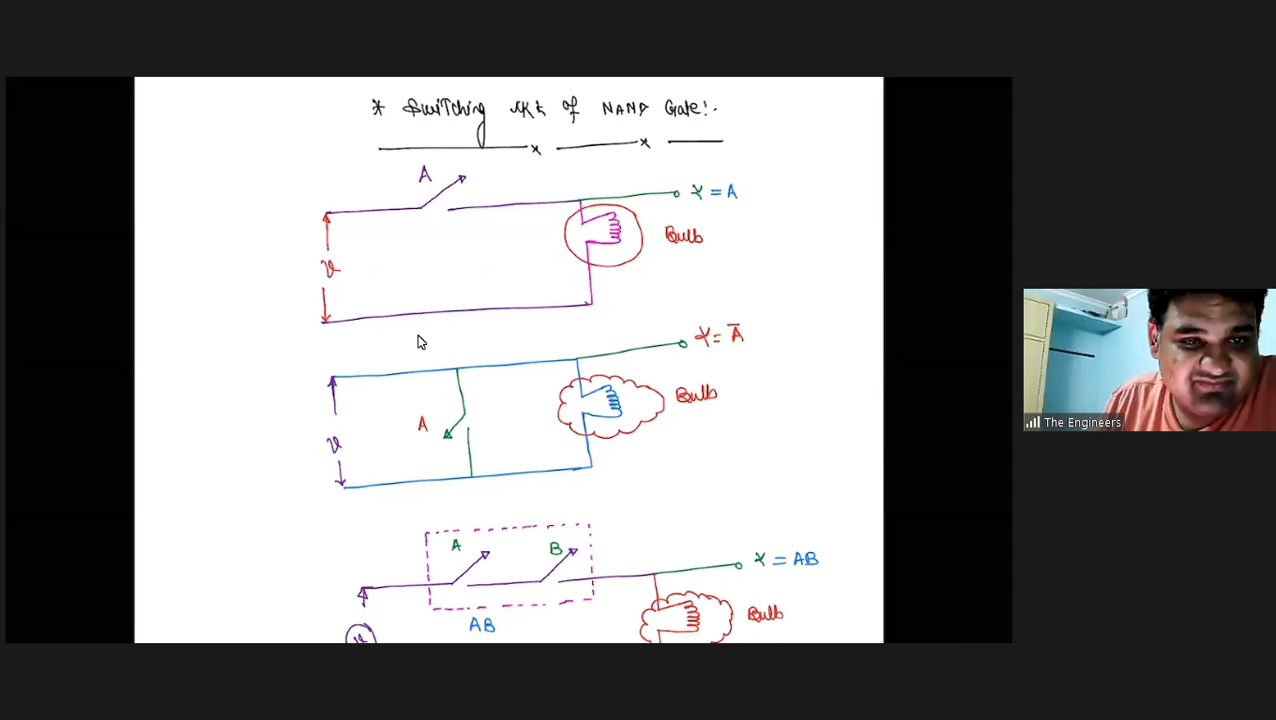 * Switching ckt of NAND Gate:-
A
Y = A
Bulb
V
Y = Ā
Bulb
A
V
A B
Y = AB
Bulb
AB
The Engineers